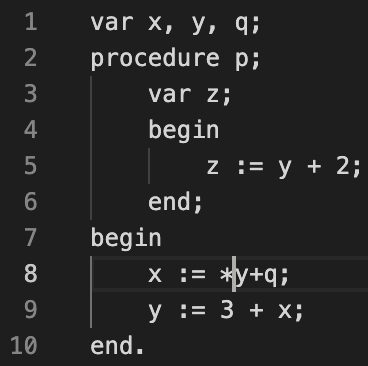 1 var x, y, q;
2 procedure p;
3 var z;
4 begin
5 z := y + 2;
6 end;
7 begin
8 x := *y+q;
9 y := 3 + x;
10 end.